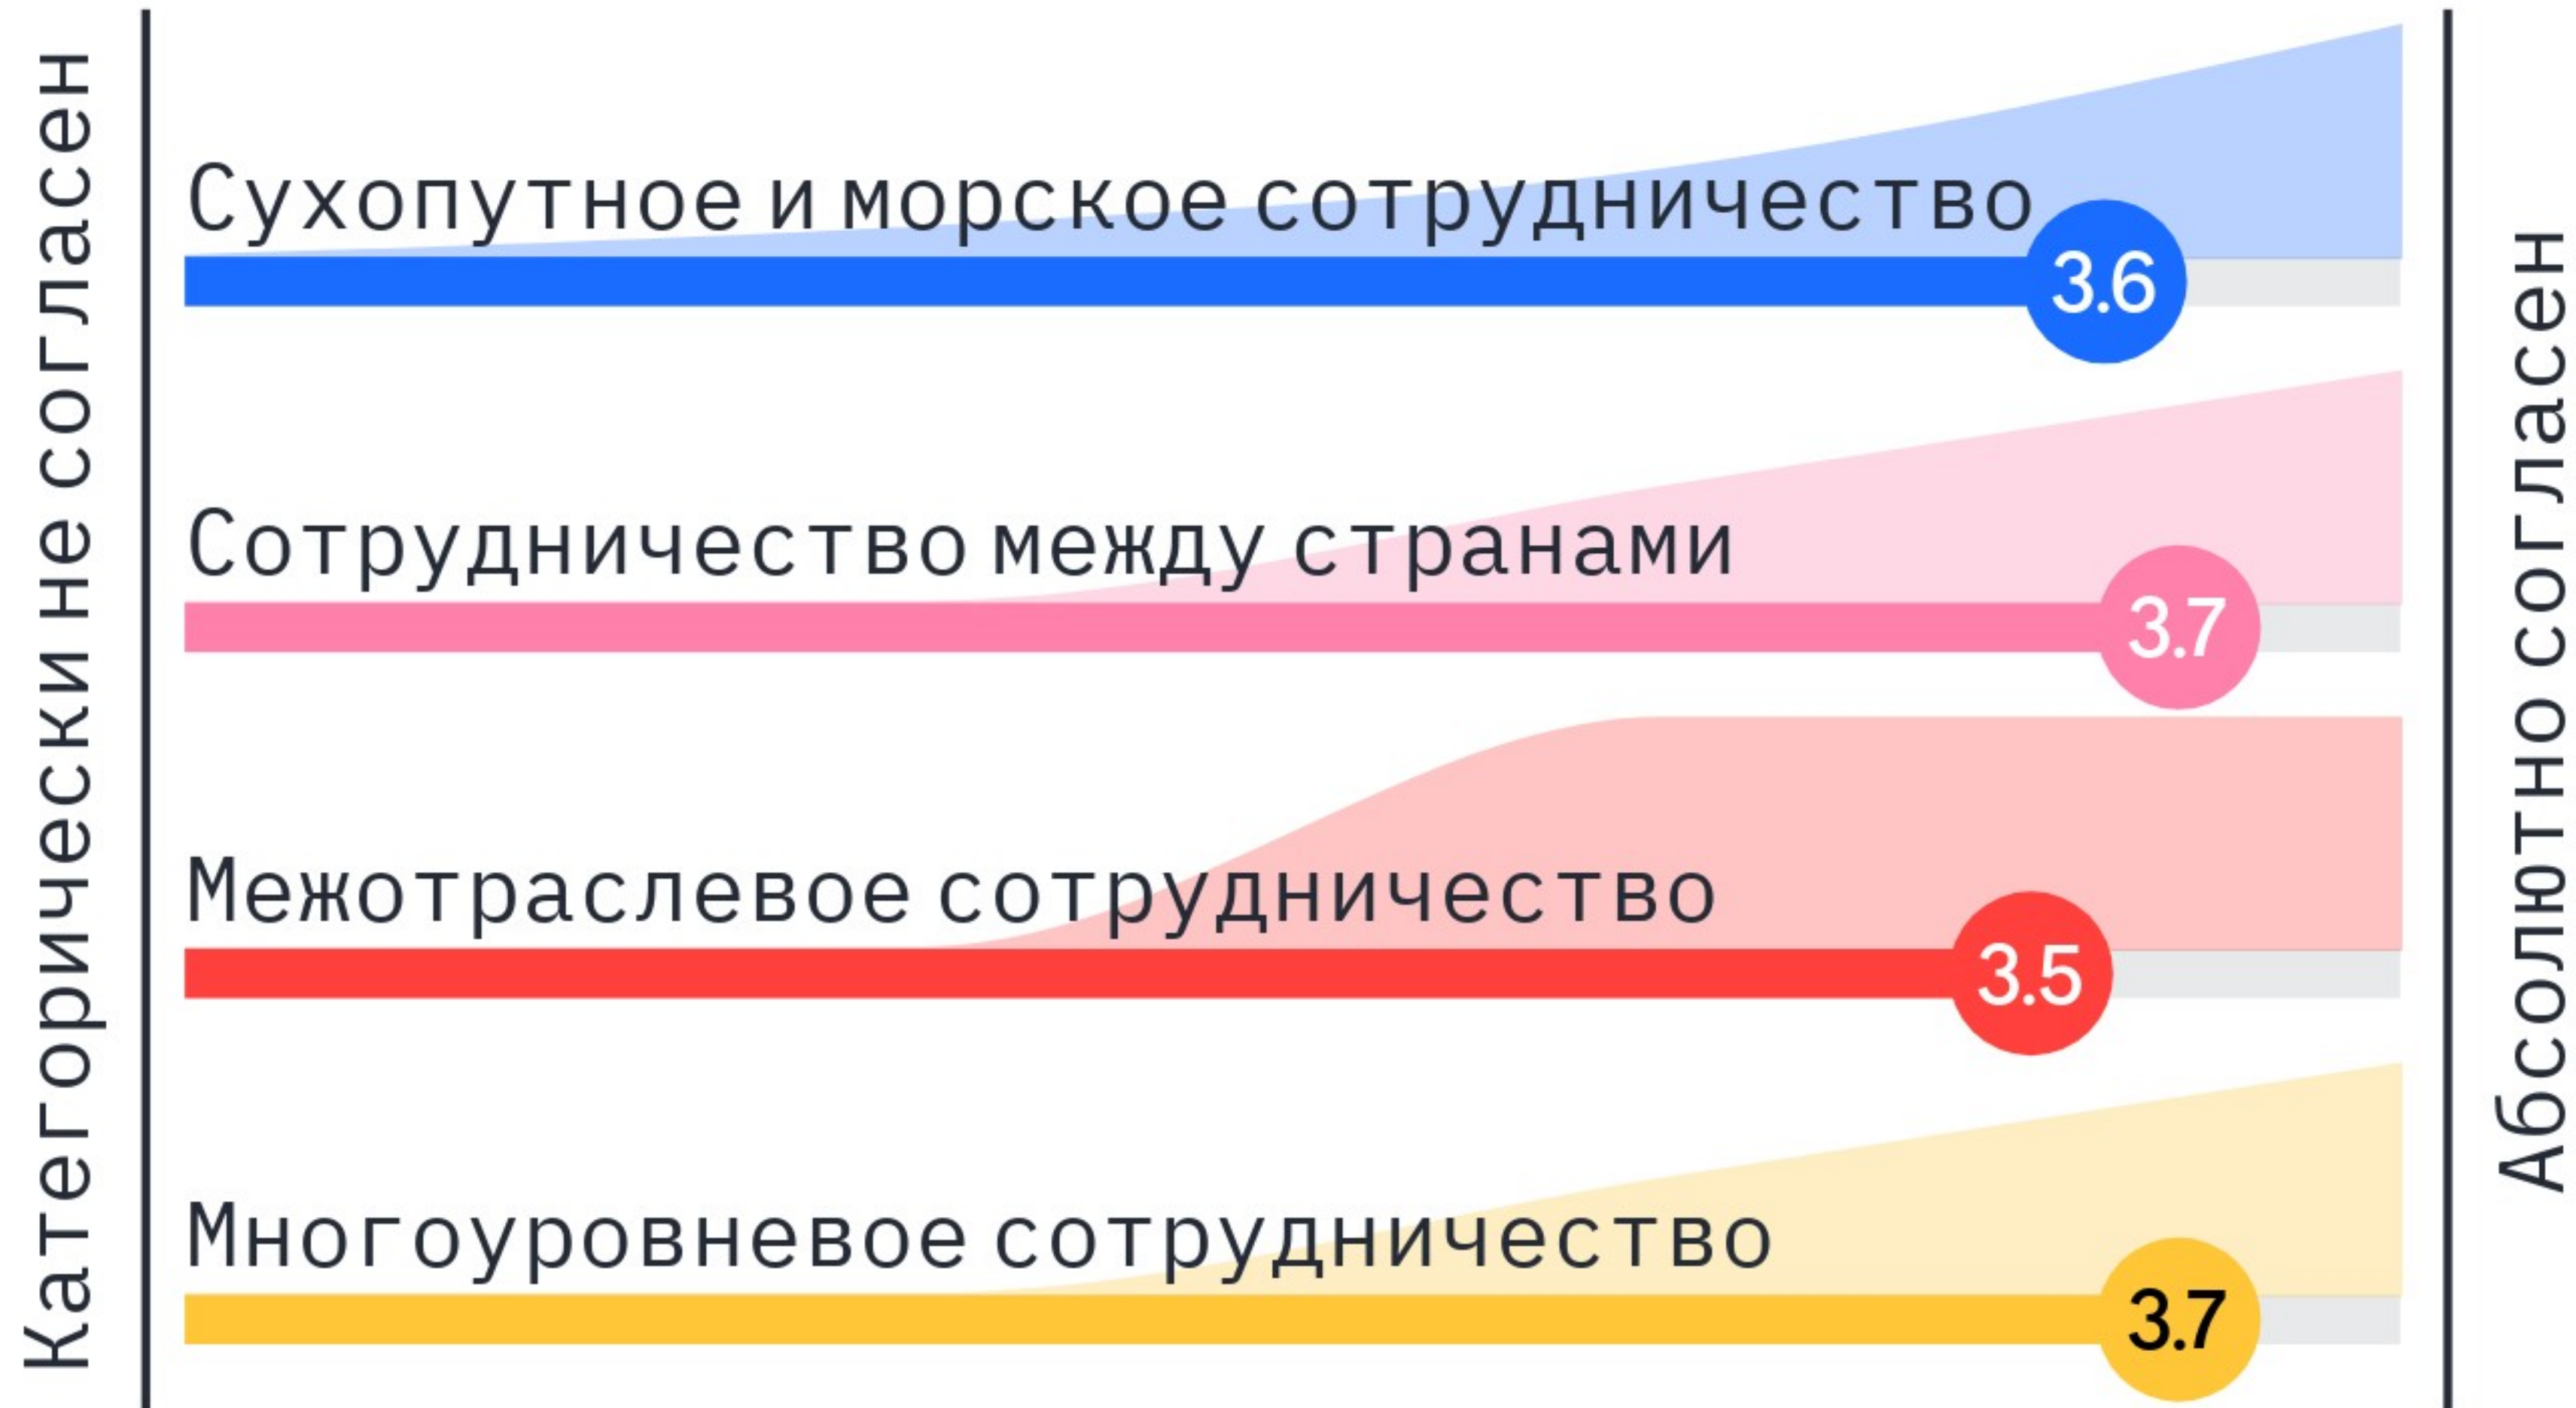 Категорически не согласен
Сухопутное и морское сотрудничество
3.6
Сотрудничество между странами
3.7
Межотраслевое сотрудничество
3.5
Многоуровневое сотрудничество
3.7
Абсолютно согласен